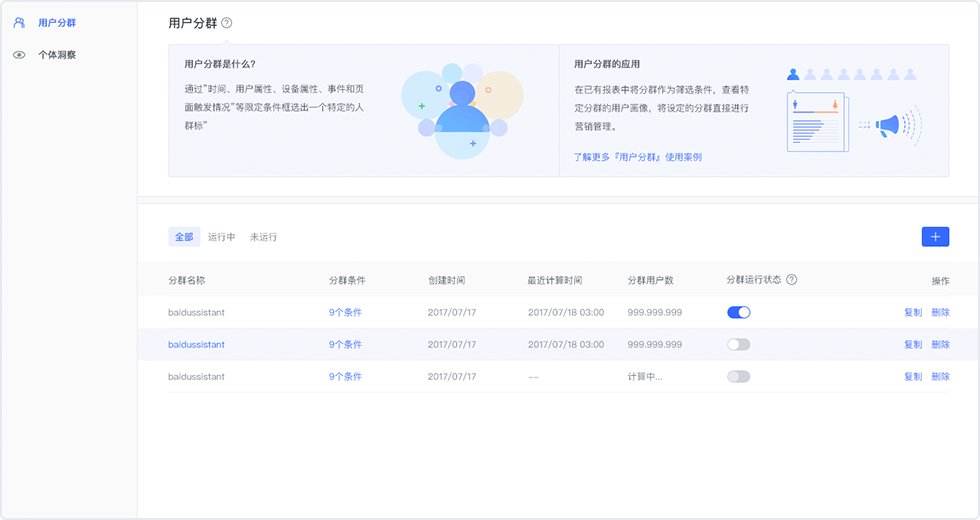 用户分群
个体洞察
用户分群
用户分群是什么?
通过"时间、用户属性、设备属性、事件和页
面触发情况"等限定条件框选出一个特定的人
群标"
用户分群的应用
在已有报表中将分群作为筛选条件，查看特
定分群的用户画像，将设定的分群直接进行
营销管理。
了解更多『用户分群』使用案例
全部 运行中 未运行
分群名称 分群条件 创建时间 最近计算时间 分群用户数 分群运行状态 操作
baidussistant 9个条件 2017/07/17 2017/07/18 03:00 999.999.999 复制 删除
baidussistant 9个条件 2017/07/17 2017/07/18 03:00 999.999.999 复制 删除
baidussistant 9个条件 2017/07/17 —— 计算中... 复制 删除